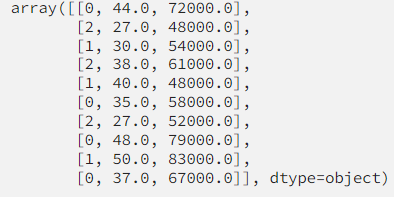 array([[0, 44.0, 72000.0],
[2, 27.0, 48000.0],
[1, 30.0, 54000.0],
[2, 38.0, 61000.0],
[1, 40.0, 48000.0],
[0, 35.0, 58000.0],
[2, 27.0, 52000.0],
[0, 48.0, 79000.0],
[1, 50.0, 83000.0],
[0, 37.0, 67000.0]], dtype=object)